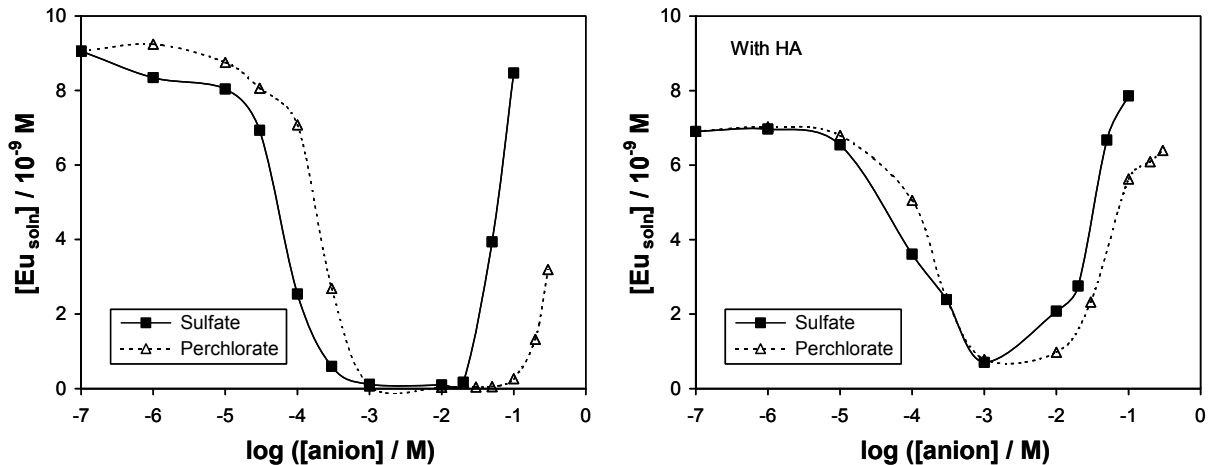 10
8
6
4
2
0
[Eu soln] / 10-9 M
-7 -6 -5 -4 -3 -2 -1 0
log ([anion] / M)
Sulfate
Perchlorate
10
8
6
4
2
0
[Eu soln] / 10-9 M
With HA
-7 -6 -5 -4 -3 -2 -1 0
log ([anion] / M)
Sulfate
Perchlorate